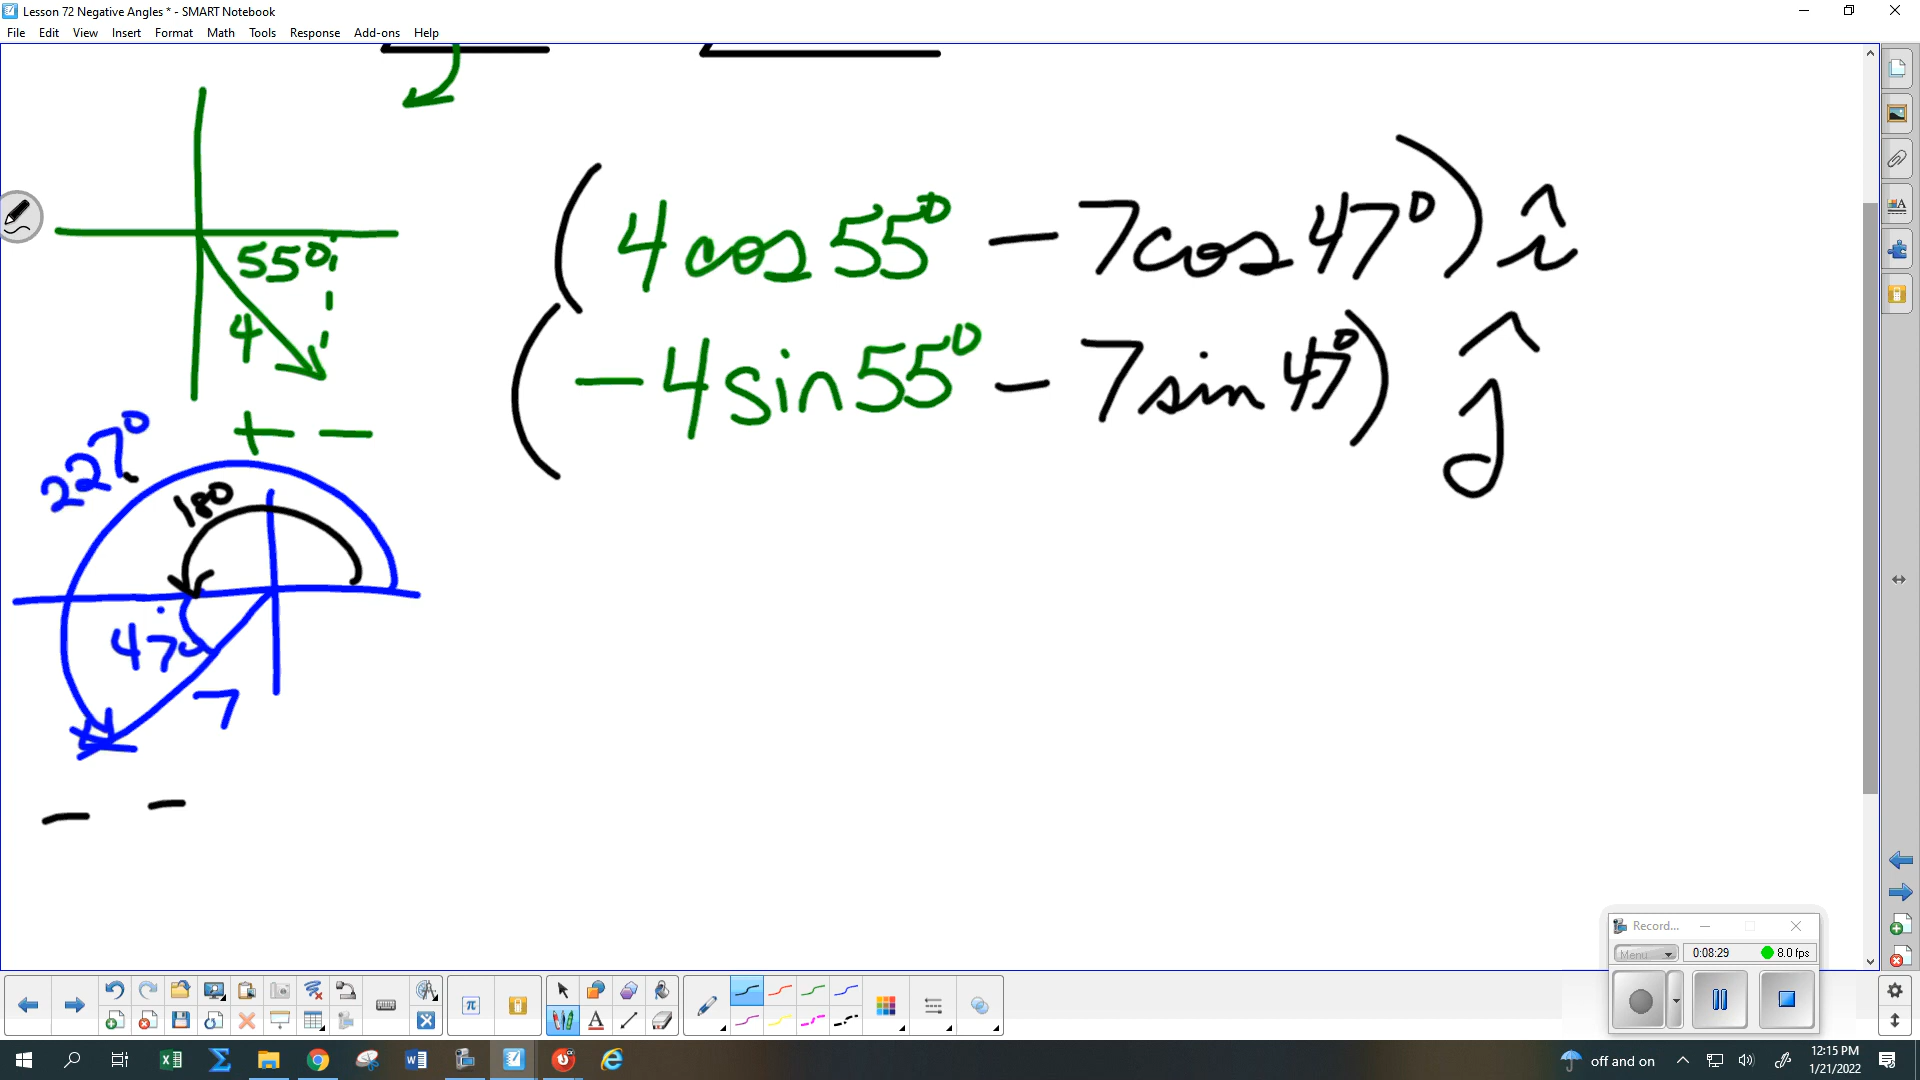 Lesson 72 Negative Angles * - SMART Notebook
File Edit View Insert Format Math Tools Response Add-ons Help
55°
4
+ −
(4cos55° − 7cos47°) î
(−4sin55° − 7sin47°) ĵ
227°
180
47°
7
− −
Record...
Menu 0:08:29 8.0 fps
off and on
12:15 PM
1/21/2022